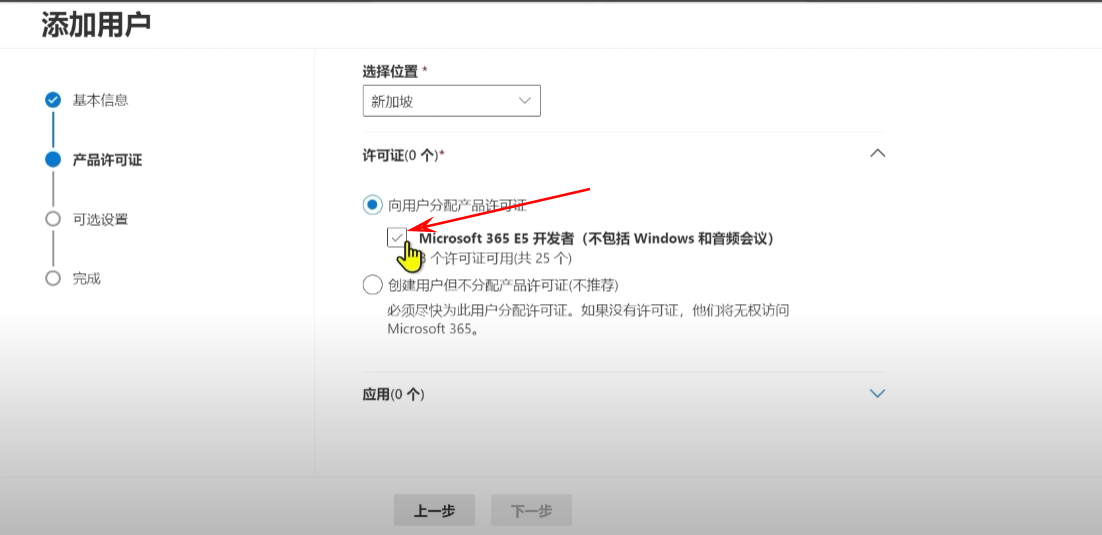 添加用户
基本信息
产品许可证
可选设置
完成
选择位置 *
新加坡
许可证(0 个)*
向用户分配产品许可证
Microsoft 365 E5 开发者（不包括 Windows 和音频会议）
个许可证可用(共 25 个)
创建用户但不分配产品许可证(不推荐)
必须尽快为此用户分配许可证。如果没有许可证，他们将无权访问
Microsoft 365。
应用(0 个)
上一步
下一步